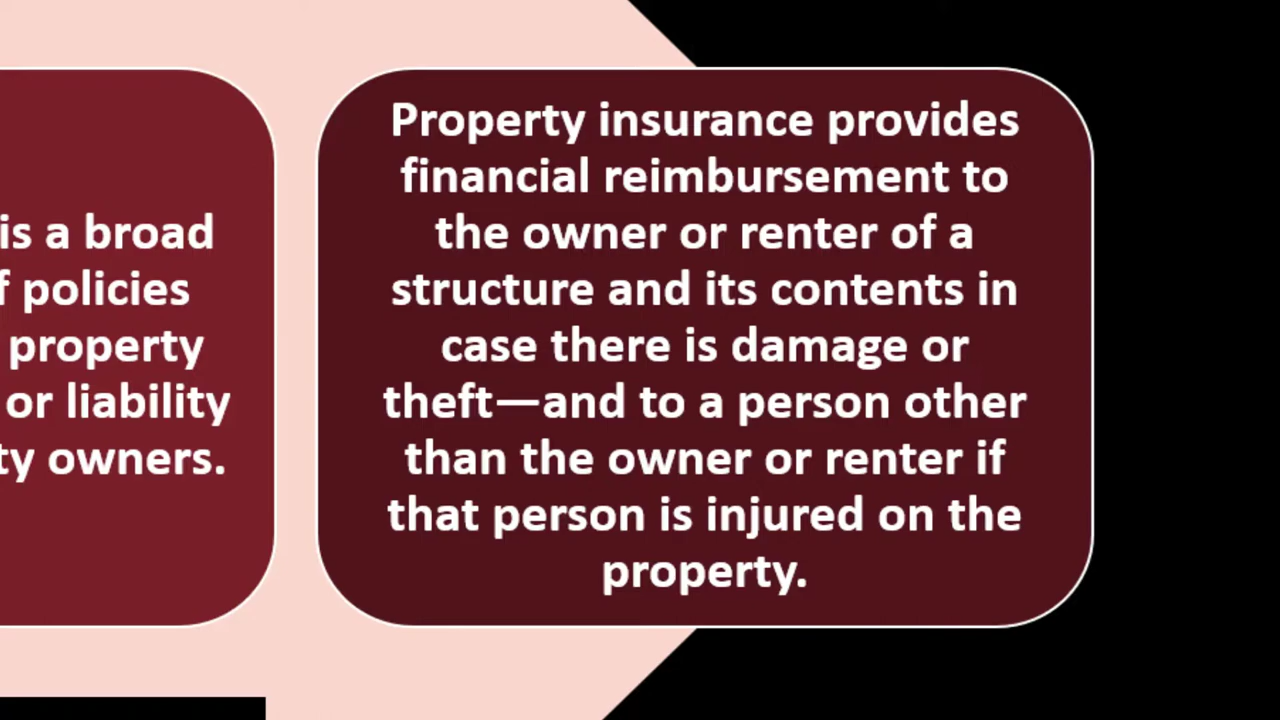 is a broad
policies
property
or liability
owners.
Property insurance provides
financial reimbursement to
the owner or renter of a
structure and its contents in
case there is damage or
theft—and to a person other
than the owner or renter if
that person is injured on the
property.